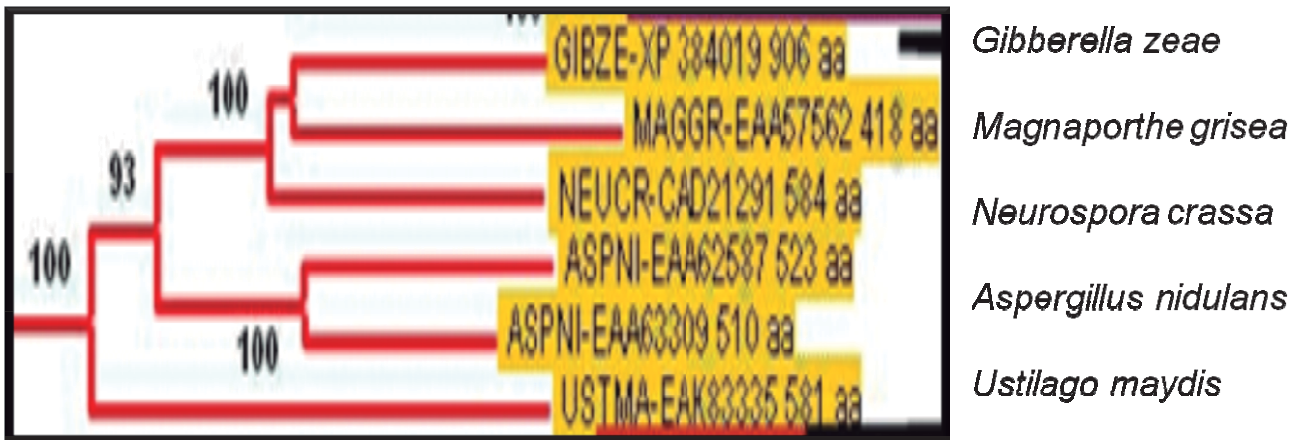 GIBZE-XP 384019 906 aa
Gibberella zeae
100
MAGGR-EAA57562 418 aa
Magnaporthe grisea
93
NEUCR-CAD21291 584 aa
Neurospora crassa
100
ASPNI-EAA62587 523 aa
Aspergillus nidulans
100
ASPNI-EAA63309 510 aa
USTMA-EAK83335 581 aa
Ustilago maydis